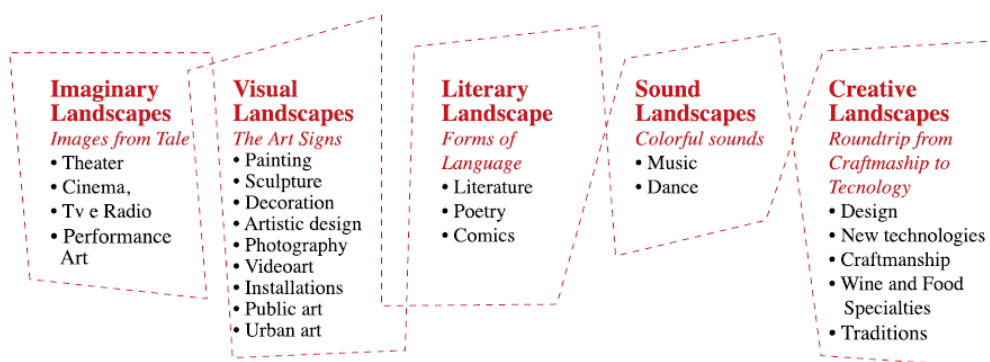 Imaginary
Landscapes
Images from Tale
• Theater
• Cinema,
• Tv e Radio
• Performance
Art
Visual
Landscapes
The Art Signs
• Painting
• Sculpture
• Decoration
• Artistic design
• Photography
• Videoart
• Installations
• Public art
• Urban art
Literary
Landscape
Forms of
Language
• Literature
• Poetry
• Comics
Sound
Landscapes
Colorful sounds
• Music
• Dance
Creative
Landscapes
Roundtrip from
Craftmaship to
Tecnology
• Design
• New technologies
• Craftmanship
• Wine and Food
Specialties
• Traditions